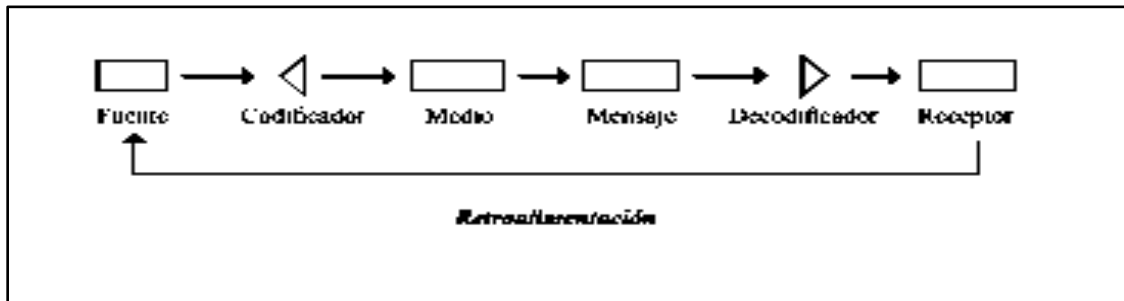 Fuente Codificador Medio Mensaje Decodificador Receptor
Retroalimentación